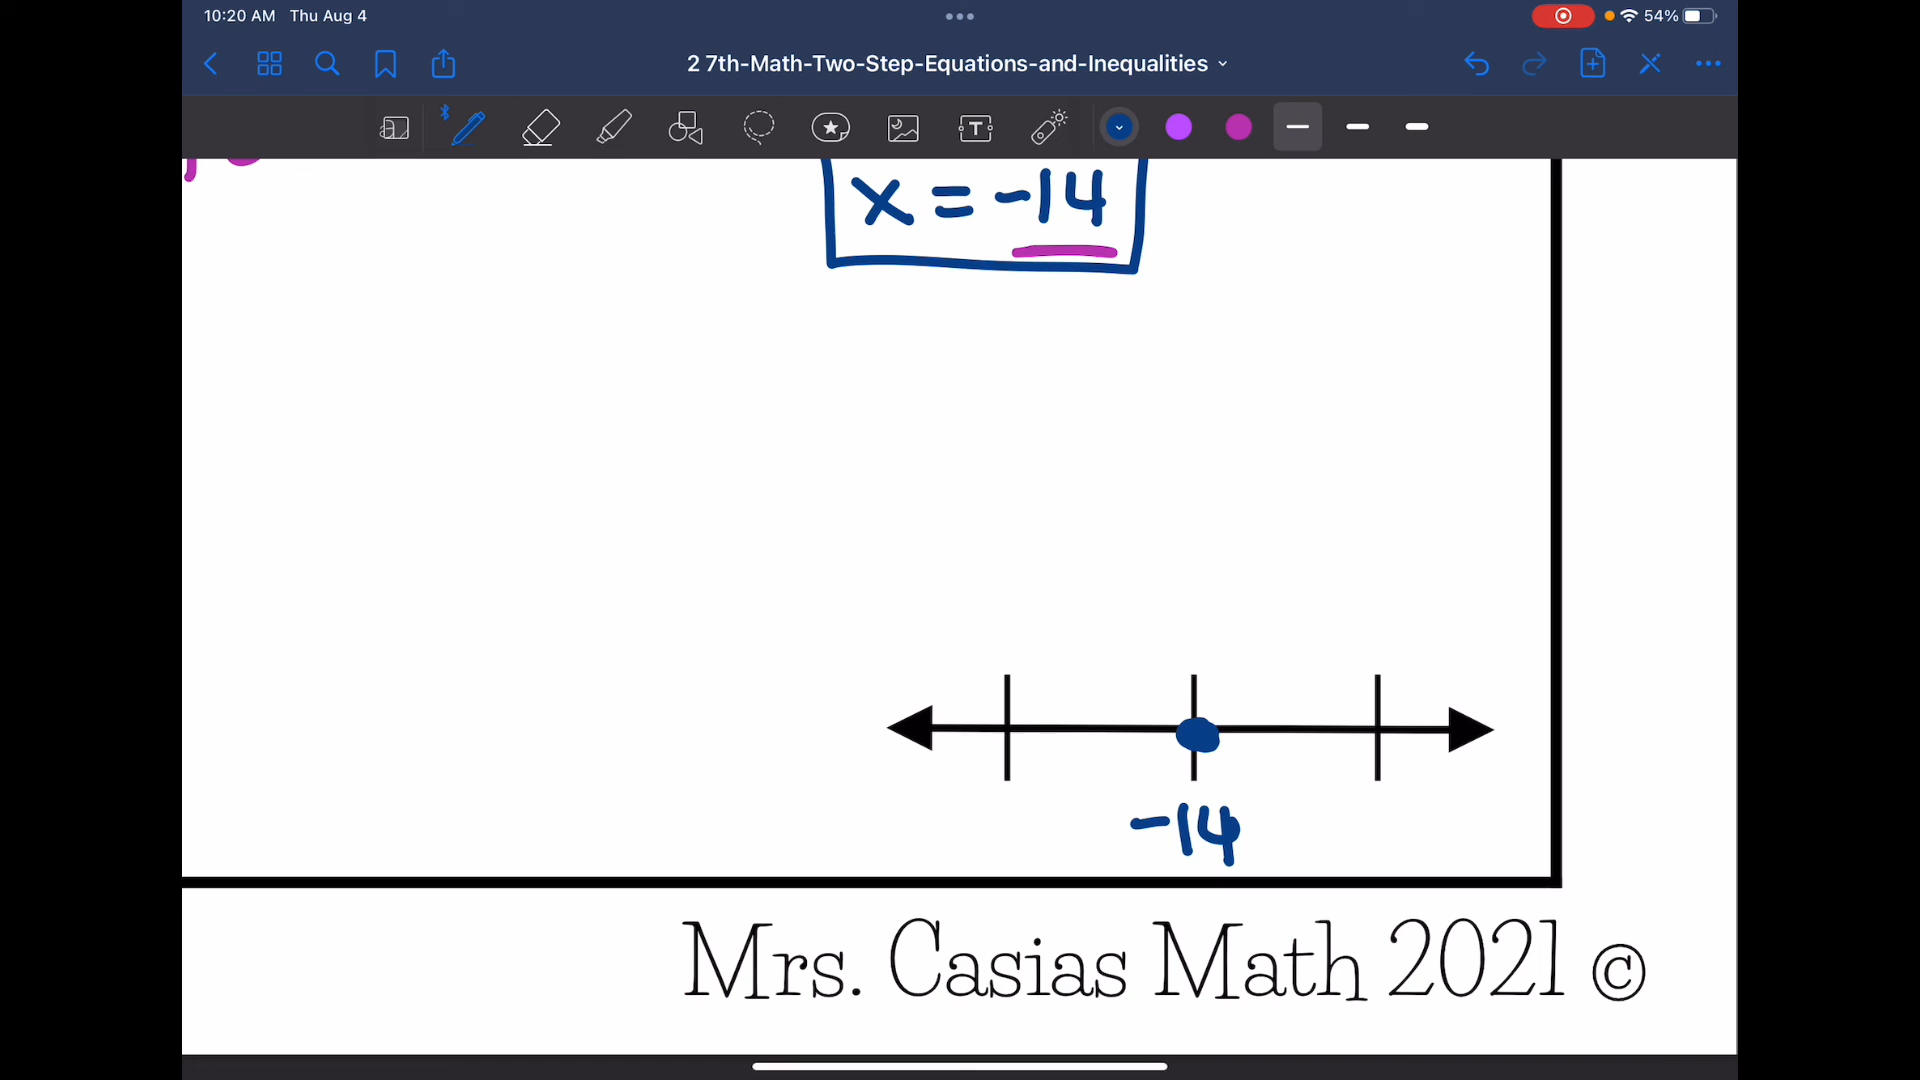 10:20 AM Thu Aug 4
54%
2 7th-Math-Two-Step-Equations-and-Inequalities
T
x = -14
-14
Mrs. Casias Math 2021 ©